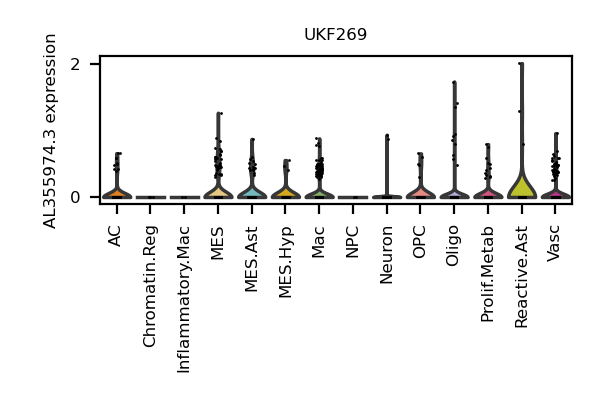 UKF269
AL355974.3 expression
2
0
AC
Chromatin.Reg
Inflammatory.Mac
MES
MES.Ast
MES.Hyp
Mac
NPC
Neuron
OPC
Oligo
Prolif.Metab
Reactive.Ast
Vasc